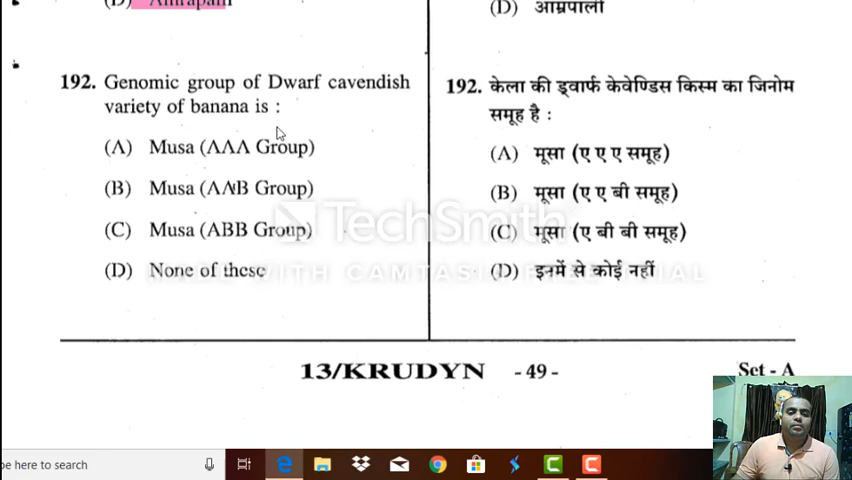 (D) Amrapali
(D) आम्रपाली
192. Genomic group of Dwarf cavendish
variety of banana is :
(A) Musa (AAA Group)
(B) Musa (AAB Group)
(C) Musa (ABB Group)
(D) None of these
192. केला की ड्वार्फ केवेण्डिस किस्म का जिनोम
समूह है :
(A) मूसा (ए ए ए समूह)
(B) मूसा (ए ए बी समूह)
(C) मूसा (ए बी बी समूह)
(D) इनमें से कोई नहीं
TechSmith
MADE WITH CAMTASIA FREE TRIAL
13/KRUDYN - 49 - Set - A
pe here to search